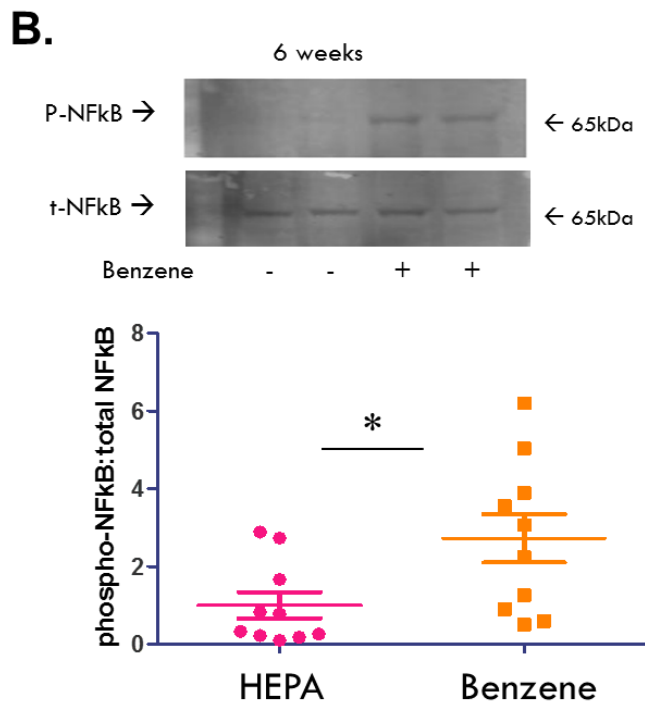 B.
6 weeks
P-NFkB → ← 65kDa
t-NFkB → ← 65kDa
Benzene - - + +
phospho-NFkB:total NFkB
8
6
4
2
0
*
HEPA Benzene